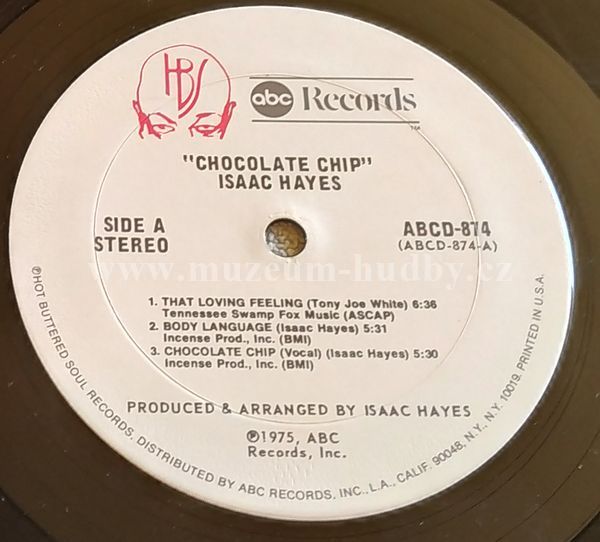 HBS
abc Records
TM
"CHOCOLATE CHIP"
ISAAC HAYES
SIDE A
STEREO
ABCD-874
(ABCD-874-A)
www.muzeum-hudby.cz
1. THAT LOVING FEELING (Tony Joe White) 6:36
Tennessee Swamp Fox Music (ASCAP)
2. BODY LANGUAGE (Isaac Hayes) 5:31
Incense Prod., Inc. (BMI)
3. CHOCOLATE CHIP (Vocal) (Isaac Hayes) 5:30
Incense Prod., Inc. (BMI)
PRODUCED & ARRANGED BY ISAAC HAYES
℗1975, ABC
Records, Inc.
℗HOT BUTTERED SOUL RECORDS, DISTRIBUTED BY ABC RECORDS, INC., L.A., CALIF. 90048, N.Y., N.Y. 10019. PRINTED IN U.S.A.